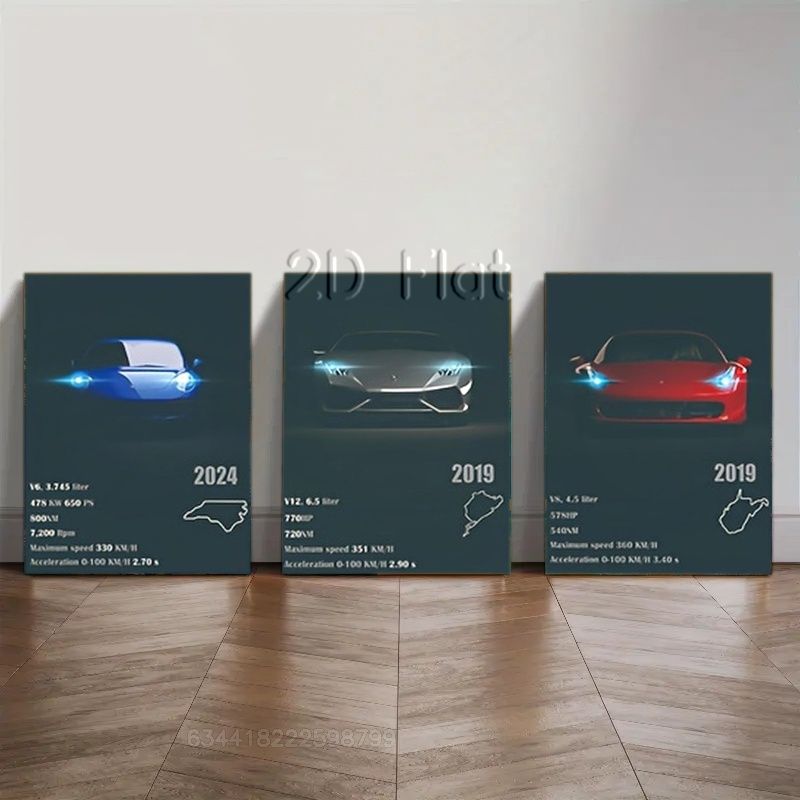 2D Flat
2024
V6. 3.745 liter
478 KW 650 PS
800NM
7,200 Rpm
Maximum speed 330 KM/H
Acceleration 0-100 KM/H 2.70 s
2019
V12. 6.5 liter
770HP
720NM
Maximum speed 351 KM/H
Acceleration 0-100 KM/H 2.90 s
2019
V8. 4.5 liter
578HP
540NM
Maximum speed 360 KM/H
Acceleration 0-100 KM/H 3.40 s
634418222598799